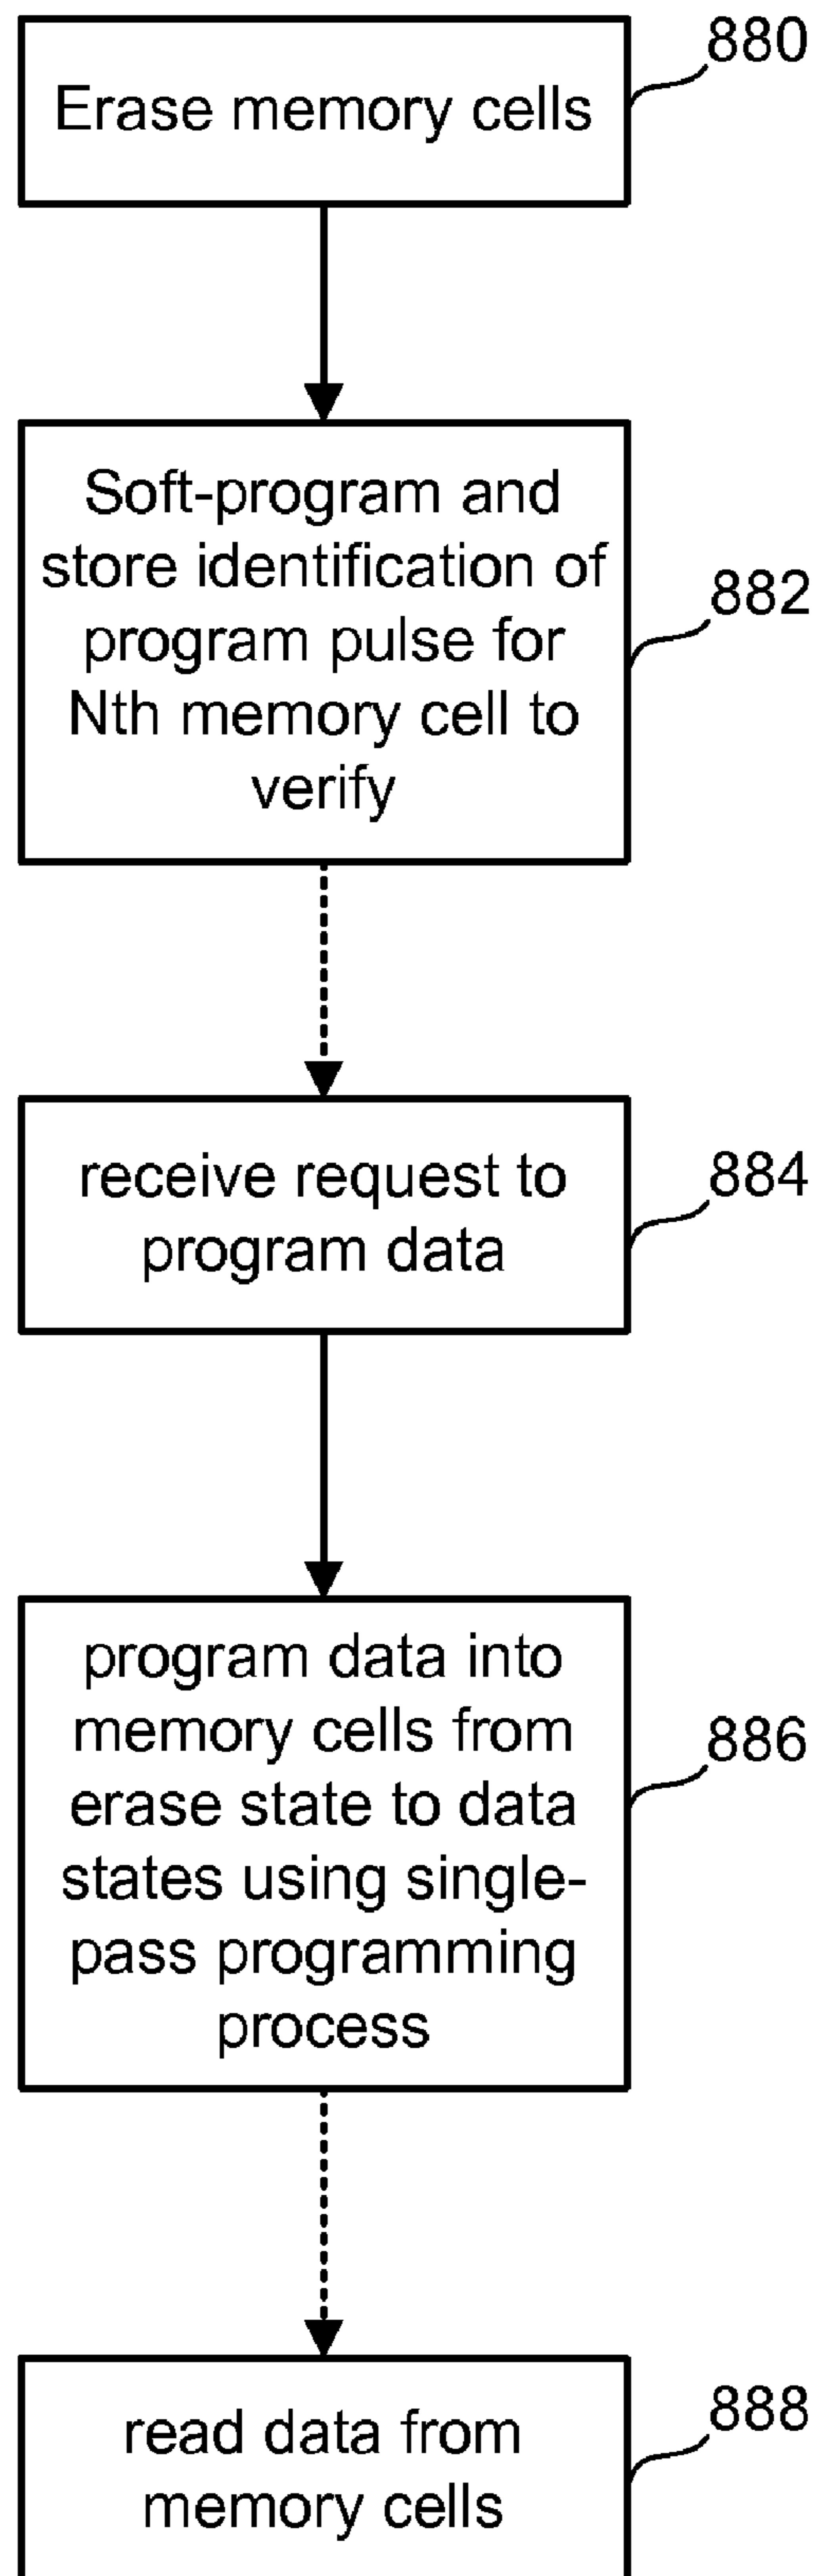 880
Erase memory cells
Soft-program and
store identification of
882
program pulse for
Nth memory cell to
verify
884
receive request to
program data
program data into
886
memory cells from
erase state to data
states using single-
pass programming
process
888
read data from
memory cells